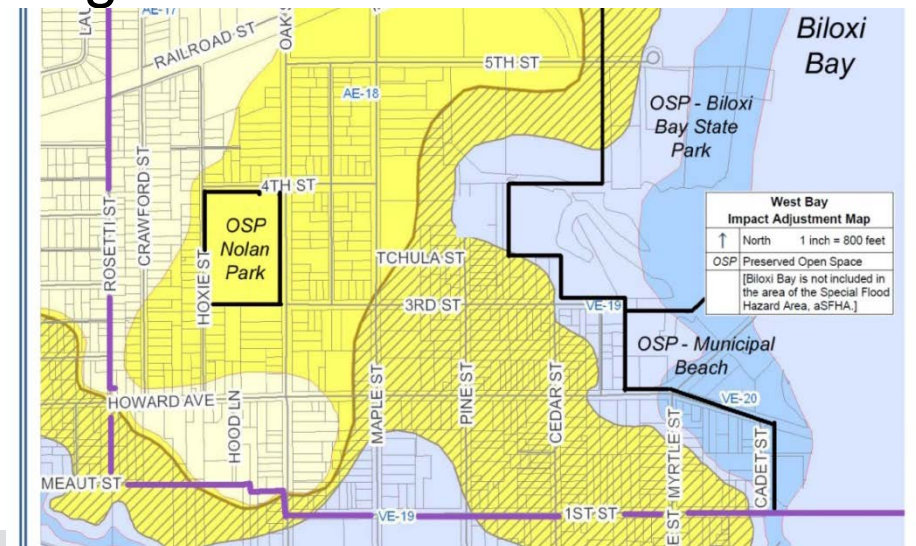 AE-17
LAU
OAK S
RAILROAD ST
5TH ST
AE-18
Biloxi
Bay
OSP - Biloxi
Bay State
Park
CRAWFORD ST
ROSETTI ST
HOXIE ST
4TH ST
OSP
Nolan
Park
West Bay
Impact Adjustment Map
↑ North 1 inch = 800 feet
OSP Preserved Open Space
[Biloxi Bay is not included in
the area of the Special Flood
Hazard Area, aSFHA.]
TCHULA ST
3RD ST
VE-19
OSP - Municipal
Beach
HOWARD AVE
HOOD LN
MAPLE ST
PINE ST
CEDAR ST
VE-20
MYRTLE ST
CADET ST
MEAUT ST
VE-19
1ST ST
E ST